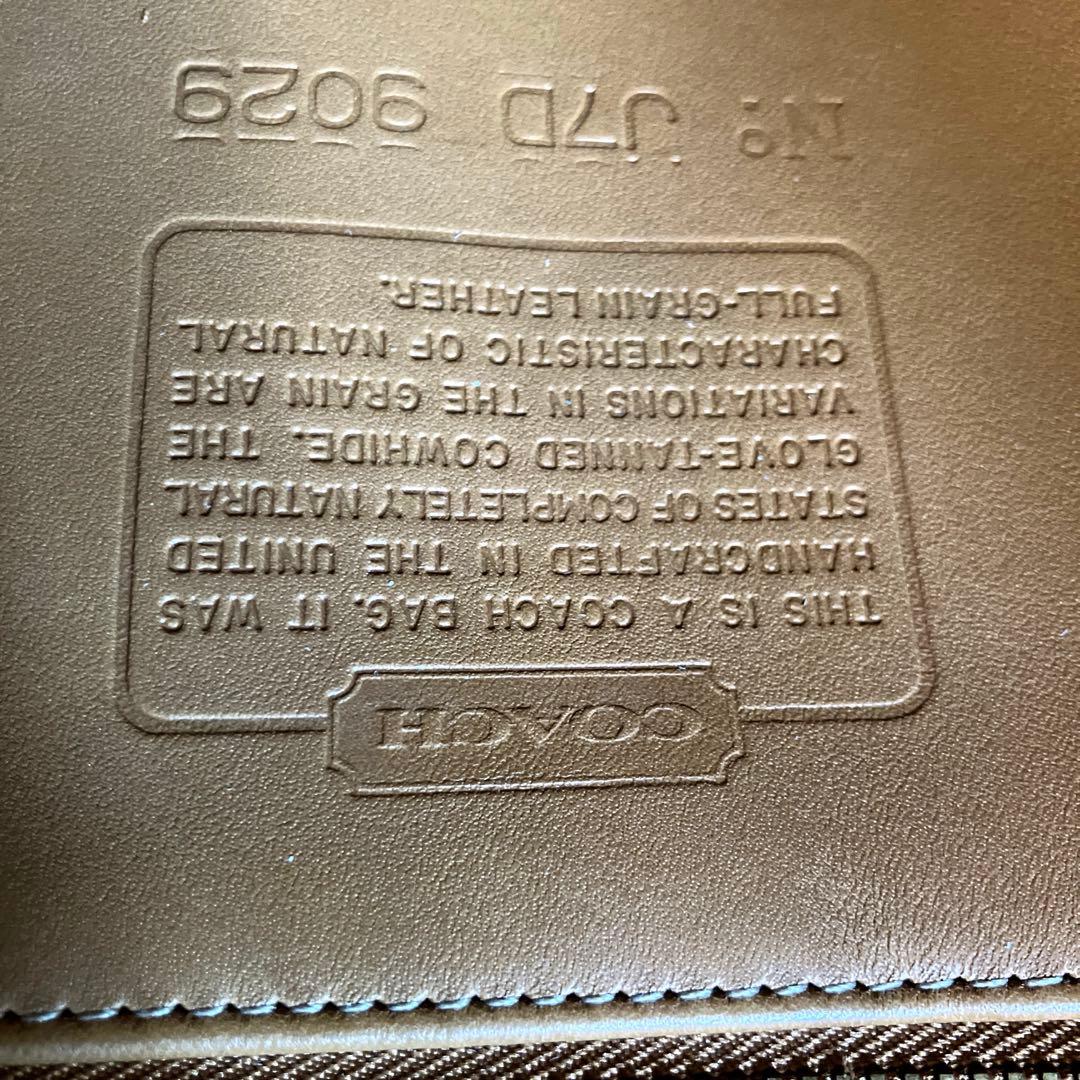 COACH
THIS IS A COACH BAG. IT WAS
HANDCRAFTED IN THE UNITED
STATES OF COMPLETELY NATURAL
GLOVE-TANNED COWHIDE. THE
VARIATIONS IN THE GRAIN ARE
CHARACTERISTIC OF NATURAL
FULL-GRAIN LEATHER.
Nº J7D 9029